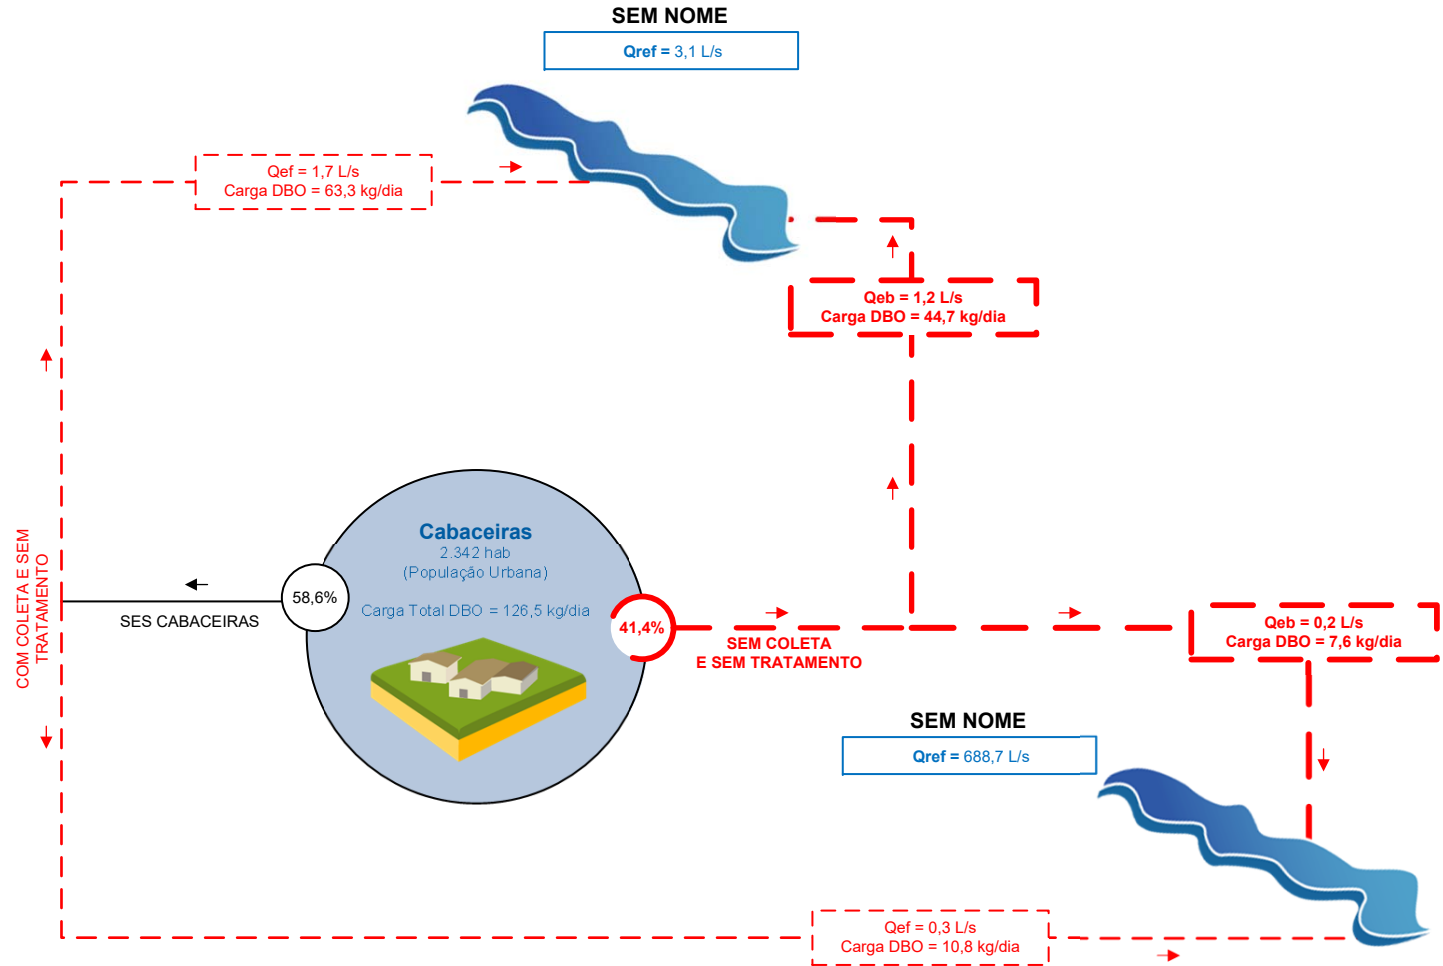 SEM NOME
Qref = 3,1 L/s
Qef = 1,7 L/s
Carga DBO = 63,3 kg/dia
Qeb = 1,2 L/s
Carga DBO = 44,7 kg/dia
Cabaceiras
2.342 hab
(População Urbana)
Carga Total DBO = 126,5 kg/dia
58,6%
41,4%
SES CABACEIRAS
COM COLETA E SEM
TRATAMENTO
SEM COLETA
E SEM TRATAMENTO
Qeb = 0,2 L/s
Carga DBO = 7,6 kg/dia
SEM NOME
Qref = 688,7 L/s
Qef = 0,3 L/s
Carga DBO = 10,8 kg/dia